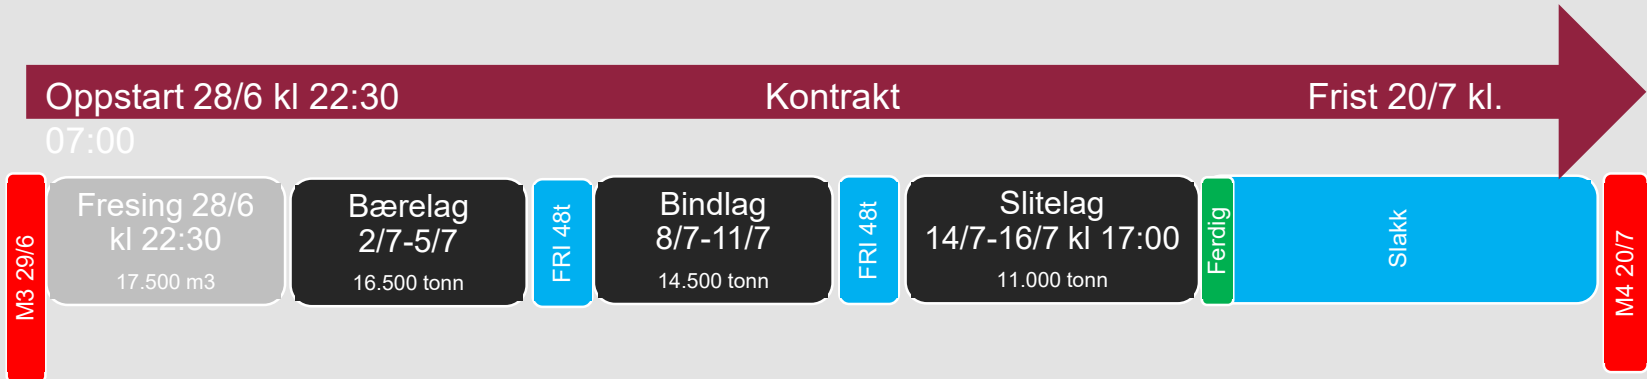 Oppstart 28/6 kl 22:30 Kontrakt Frist 20/7 kl.
07:00
M3 29/6
Fresing 28/6
kl 22:30
17.500 m3
Bærelag
2/7-5/7
16.500 tonn
FRI 48t
Bindlag
8/7-11/7
14.500 tonn
FRI 48t
Slitelag
14/7-16/7 kl 17:00
11.000 tonn
Ferdig
Slakk
M4 20/7